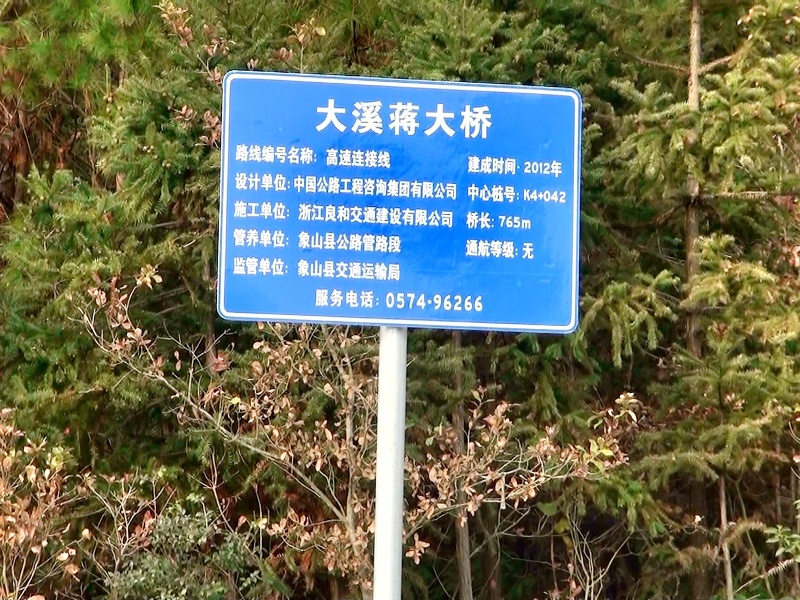 大溪蒋大桥
路线编号名称：高速连接线 建成时间：2012年
设计单位：中国公路工程咨询集团有限公司 中心桩号：K4+042
施工单位：浙江良和交通建设有限公司 桥长：765m
管养单位：象山县公路管路段 通航等级：无
监管单位：象山县交通运输局
服务电话：0574-96266